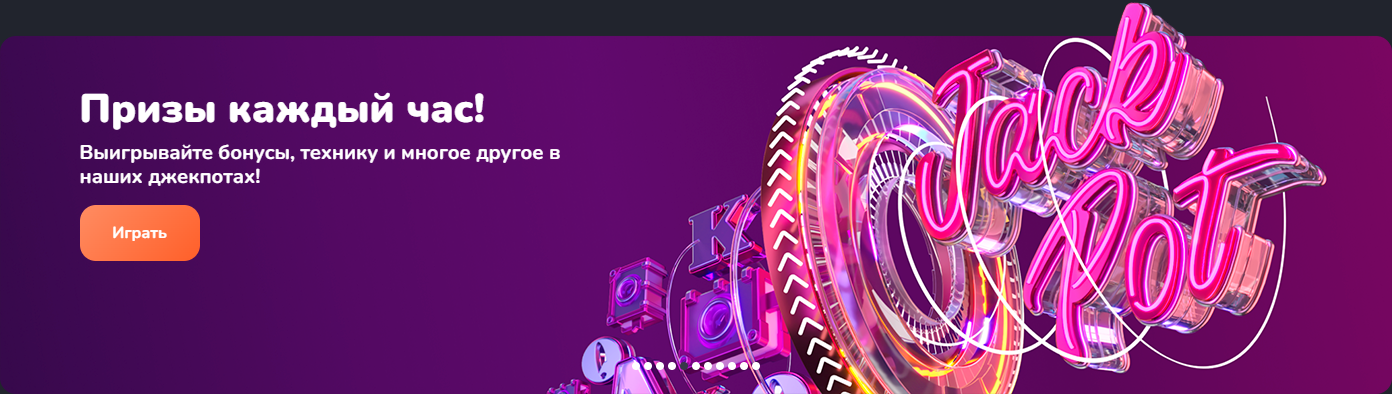 Призы каждый час!
Выигрывайте бонусы, технику и многое другое в
наших джекпотах!
Играть
Jack
Pot
K